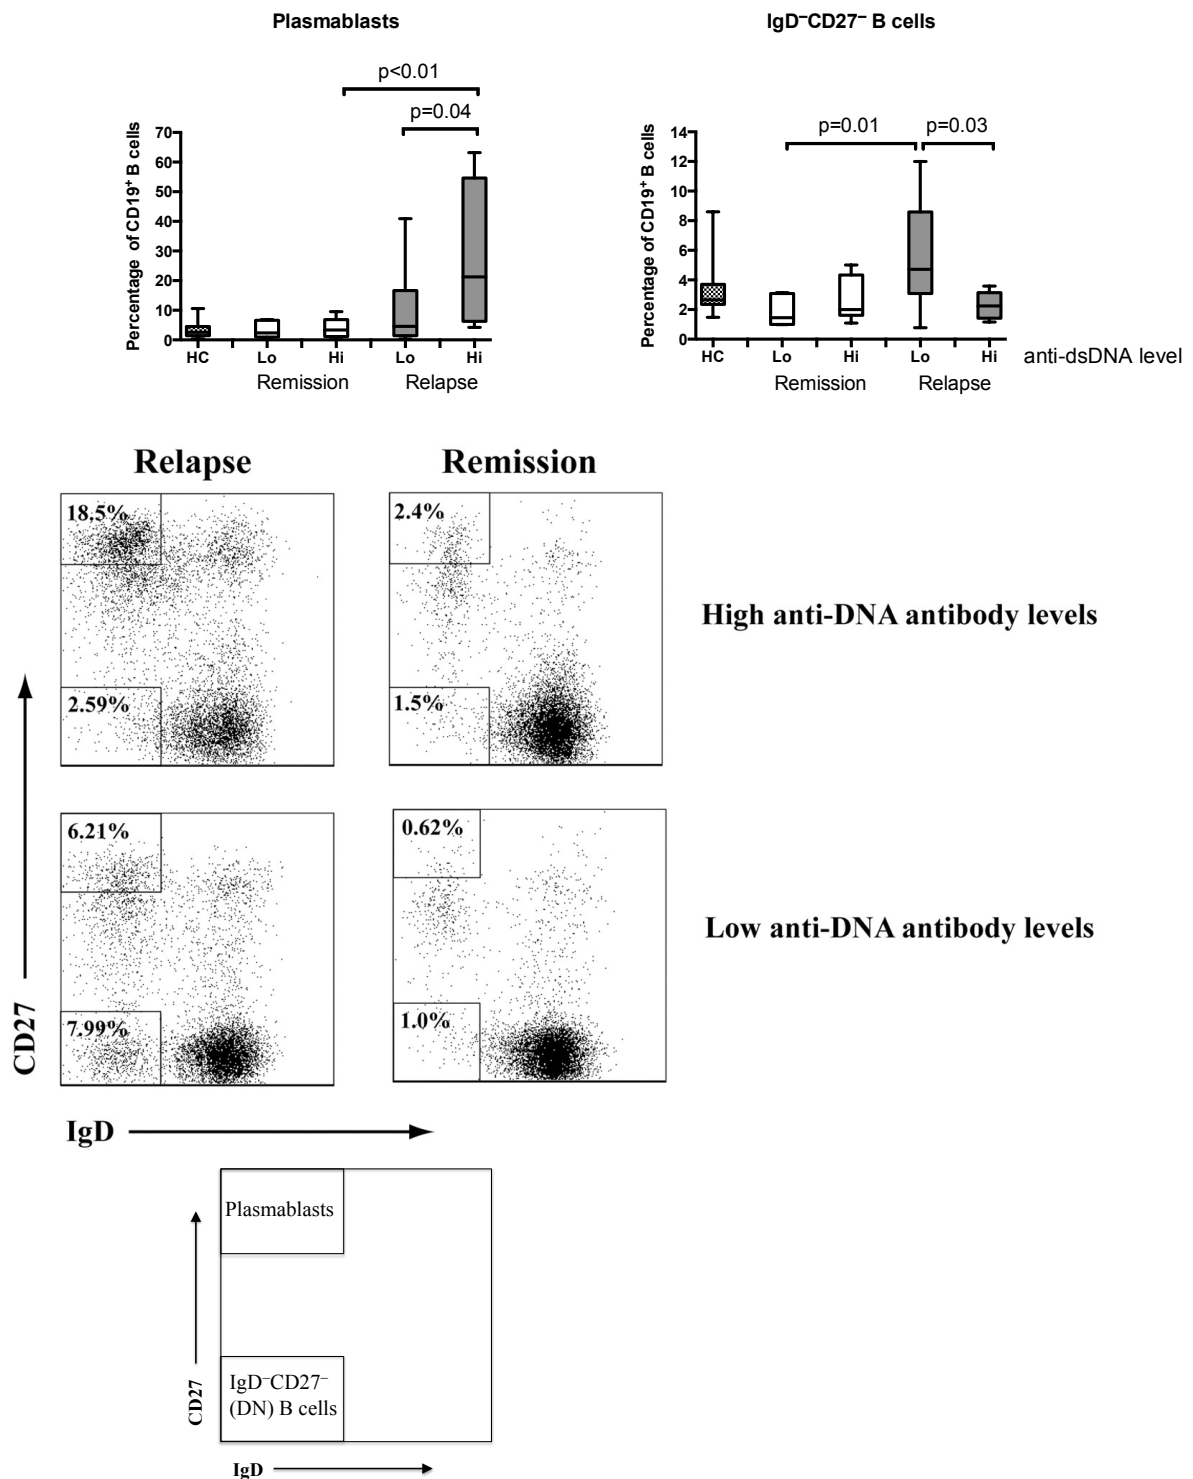 Plasmablasts
p<0.01
p=0.04
Percentage of CD19⁺ B cells
70
60
50
40
30
20
10
0
HC Lo Hi Lo Hi
Remission Relapse
IgD⁻CD27⁻ B cells
p=0.01 p=0.03
Percentage of CD19⁺ B cells
14
12
10
8
6
4
2
0
HC Lo Hi Lo Hi anti-dsDNA level
Remission Relapse
Relapse Remission
18.5% 2.4%
High anti-DNA antibody levels
2.59% 1.5%
6.21% 0.62%
Low anti-DNA antibody levels
7.99% 1.0%
CD27
IgD
Plasmablasts
IgD⁻CD27⁻
(DN) B cells
CD27
IgD